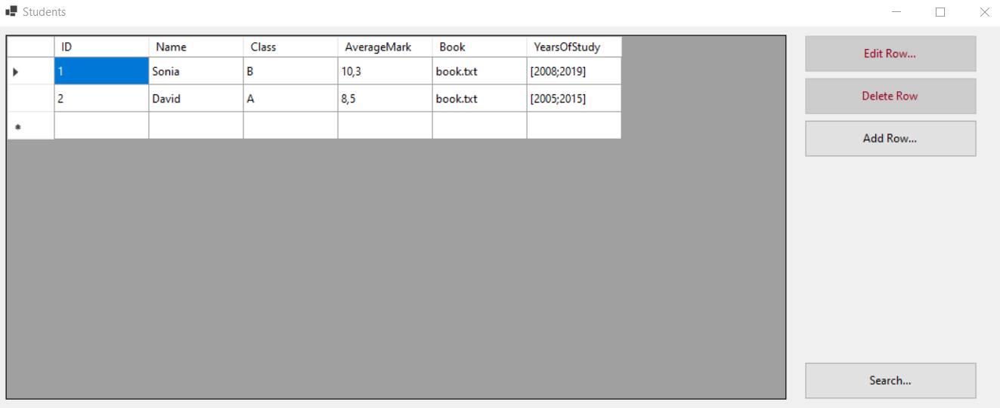 Students
ID Name Class AverageMark Book YearsOfStudy
1 Sonia B 10,3 book.txt [2008;2019]
2 David A 8,5 book.txt [2005;2015]
Edit Row...
Delete Row
Add Row...
Search...